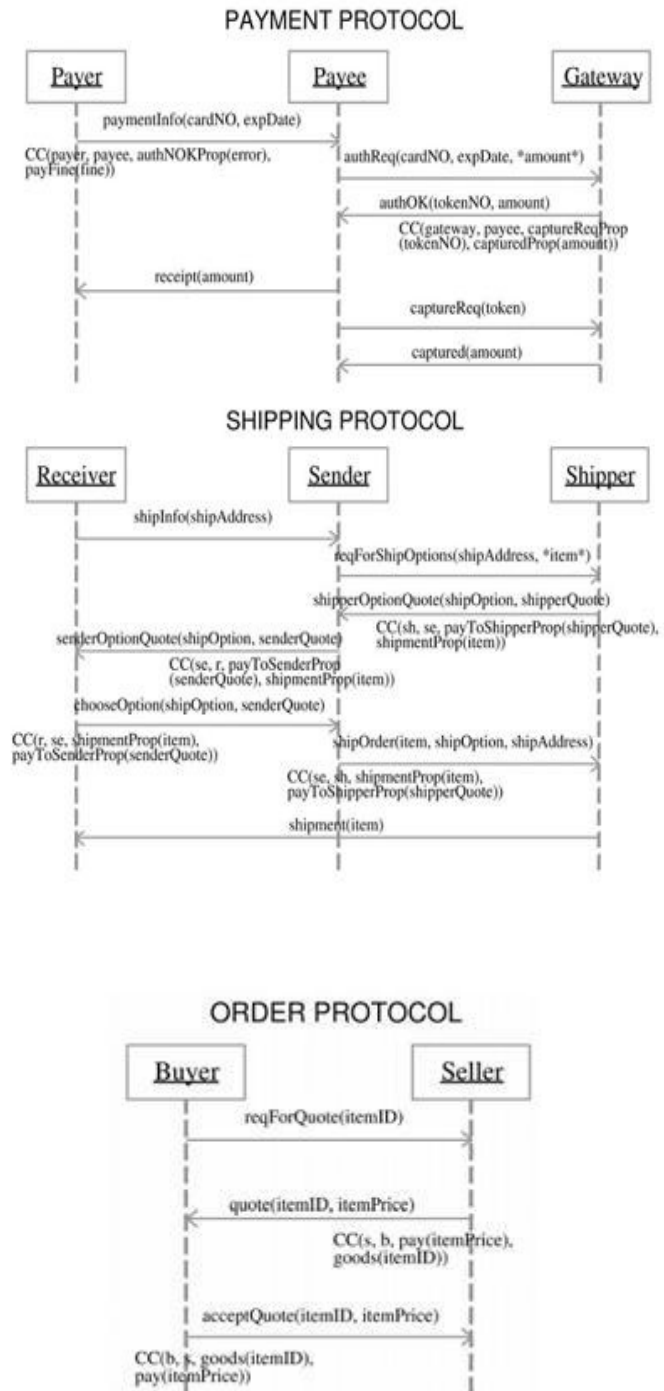 PAYMENT PROTOCOL
Payer
Payee
Gateway
paymentInfo(cardNO, expDate)
CC(payer, payee, authNOKProp(error),
payFine(fine))
authReq(cardNO, expDate, *amount*)
authOK(tokenNO, amount)
CC(gateway, payee, captureReqProp
(tokenNO), capturedProp(amount))
receipt(amount)
captureReq(token)
captured(amount)
SHIPPING PROTOCOL
Receiver
Sender
Shipper
shipInfo(shipAddress)
reqForShipOptions(shipAddress, *item*)
shipperOptionQuote(shipOption, shipperQuote)
CC(sh, se, payToShipperProp(shipperQuote),
shipmentProp(item))
senderOptionQuote(shipOption, senderQuote)
CC(se, r, payToSenderProp
(senderQuote), shipmentProp(item))
chooseOption(shipOption, senderQuote)
CC(r, se, shipmentProp(item),
payToSenderProp(senderQuote))
shipOrder(item, shipOption, shipAddress)
CC(se, sh, shipmentProp(item),
payToShipperProp(shipperQuote))
shipment(item)
ORDER PROTOCOL
Buyer
Seller
reqForQuote(itemID)
quote(itemID, itemPrice)
CC(s, b, pay(itemPrice),
goods(itemID))
acceptQuote(itemID, itemPrice)
CC(b, s, goods(itemID),
pay(itemPrice))